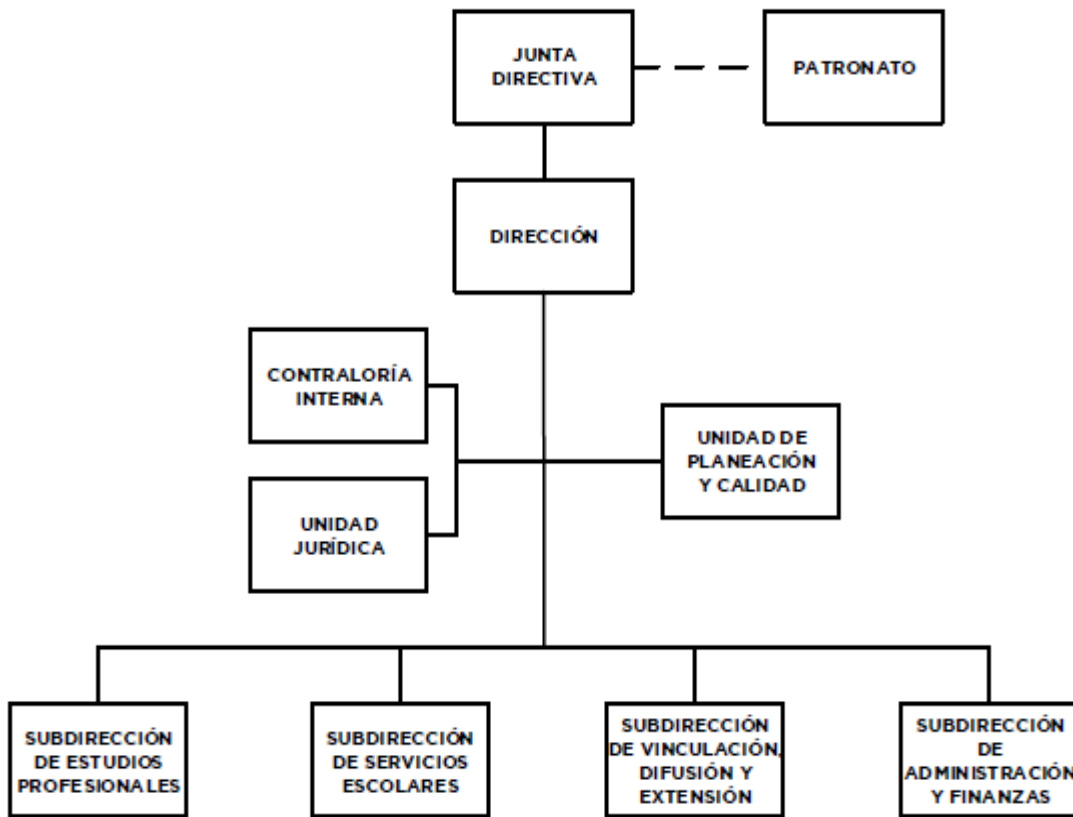 JUNTA
DIRECTIVA
PATRONATO
DIRECCIÓN
CONTRALORÍA
INTERNA
UNIDAD DE
PLANEACIÓN
Y CALIDAD
UNIDAD
JURÍDICA
SUBDIRECCIÓN
DE ESTUDIOS
PROFESIONALES
SUBDIRECCIÓN
DE SERVICIOS
ESCOLARES
SUBDIRECCIÓN
DE VINCULACIÓN,
DIFUSIÓN Y
EXTENSIÓN
SUBDIRECCIÓN
DE
ADMINISTRACIÓN
Y FINANZAS